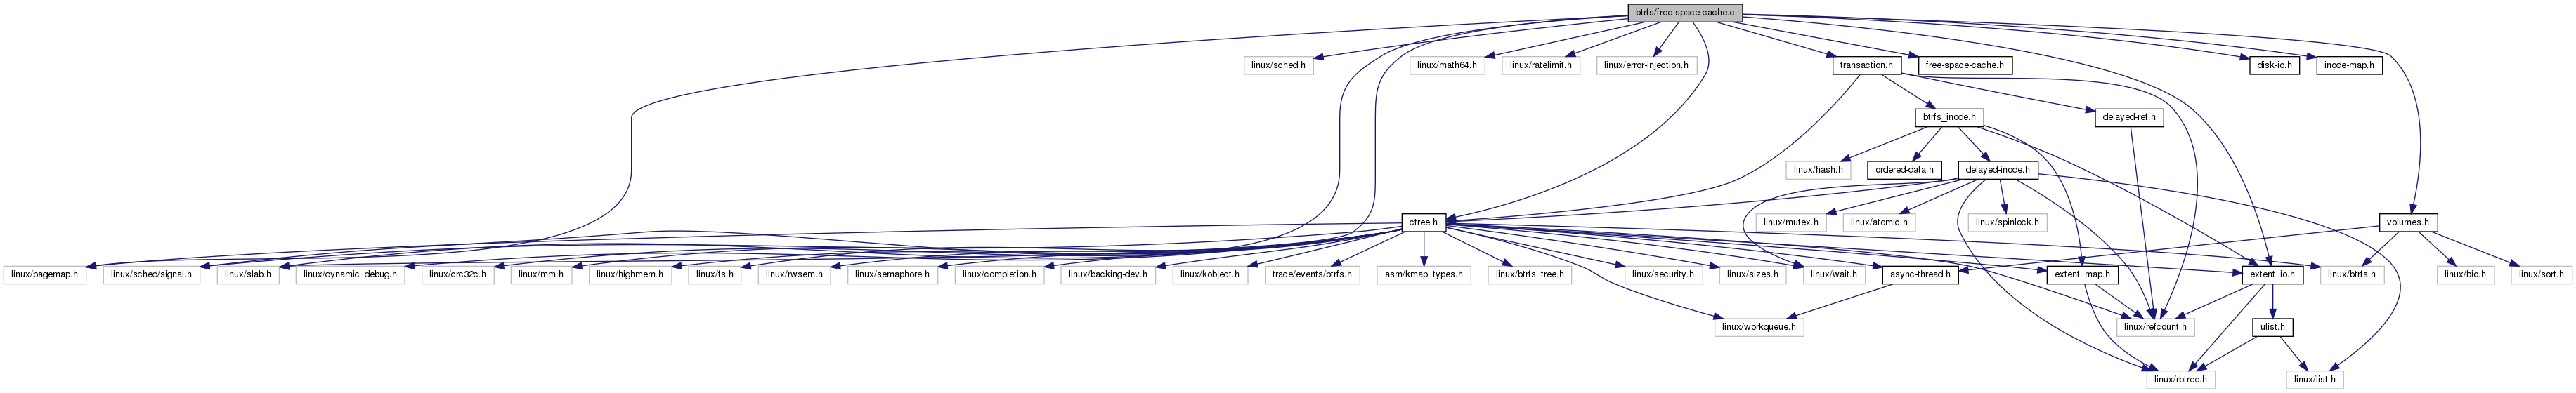 btrfs/free-space-cache.c
linux/sched.h
linux/math64.h
linux/ratelimit.h
linux/error-injection.h
transaction.h
free-space-cache.h
disk-io.h
inode-map.h
btrfs_inode.h
delayed-ref.h
linux/hash.h
ordered-data.h
delayed-inode.h
ctree.h
linux/mutex.h
linux/atomic.h
linux/spinlock.h
volumes.h
linux/pagemap.h
linux/sched/signal.h
linux/slab.h
linux/dynamic_debug.h
linux/crc32c.h
linux/mm.h
linux/highmem.h
linux/fs.h
linux/rwsem.h
linux/semaphore.h
linux/completion.h
linux/backing-dev.h
linux/kobject.h
trace/events/btrfs.h
asm/kmap_types.h
linux/btrfs_tree.h
linux/security.h
linux/sizes.h
linux/wait.h
async-thread.h
extent_map.h
extent_io.h
linux/btrfs.h
linux/bio.h
linux/sort.h
linux/workqueue.h
linux/refcount.h
ulist.h
linux/rbtree.h
linux/list.h